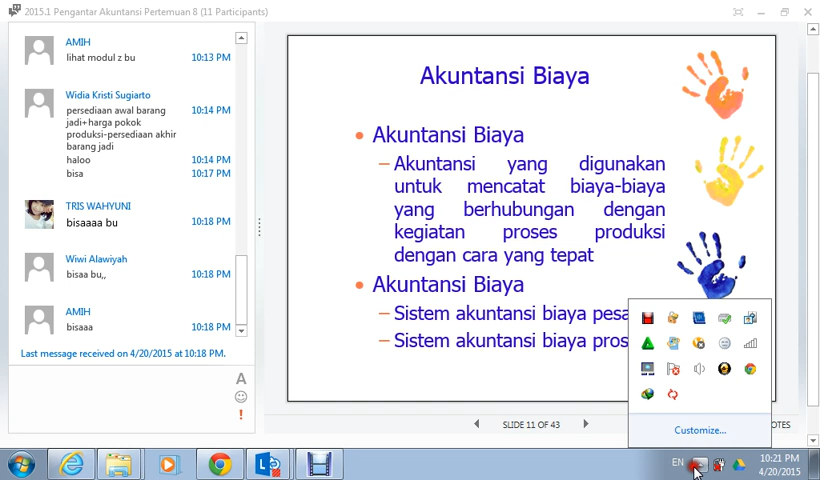 2015.1 Pengantar Akuntansi Pertemuan 8 (11 Participants)
AMIH
lihat modul z bu 10:13 PM
Widia Kristi Sugiarto
persediaan awal barang 10:14 PM
jadi+harga pokok
produksi-persediaan akhir
barang jadi
haloo 10:14 PM
bisa 10:17 PM
TRIS WAHYUNI
bisaaaa bu 10:18 PM
Wiwi Alawiyah
bisaa bu,, 10:18 PM
AMIH
bisaaa 10:18 PM
Last message received on 4/20/2015 at 10:18 PM.
A
!
Akuntansi Biaya
• Akuntansi Biaya
– Akuntansi yang digunakan
untuk mencatat biaya-biaya
yang berhubungan dengan
kegiatan proses produksi
dengan cara yang tepat
• Akuntansi Biaya
– Sistem akuntansi biaya pesa
– Sistem akuntansi biaya pros
Customize...
SLIDE 11 OF 43
OTES
EN
10:21 PM
4/20/2015